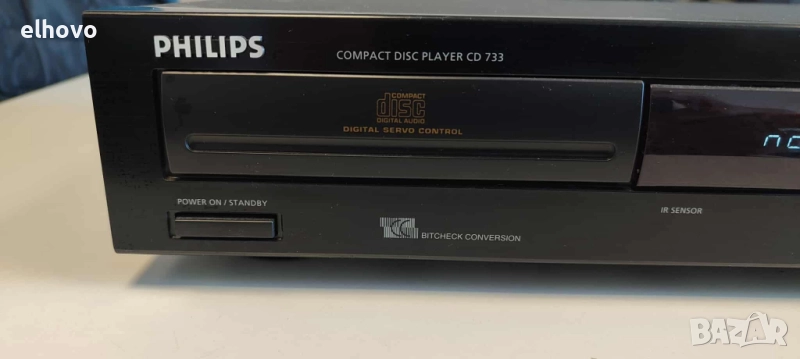 elhovo
PHILIPS
COMPACT DISC PLAYER CD 733
COMPACT
disc
DIGITAL AUDIO
DIGITAL SERVO CONTROL
POWER ON / STANDBY
IR SENSOR
BITCHECK CONVERSION
BAZAR